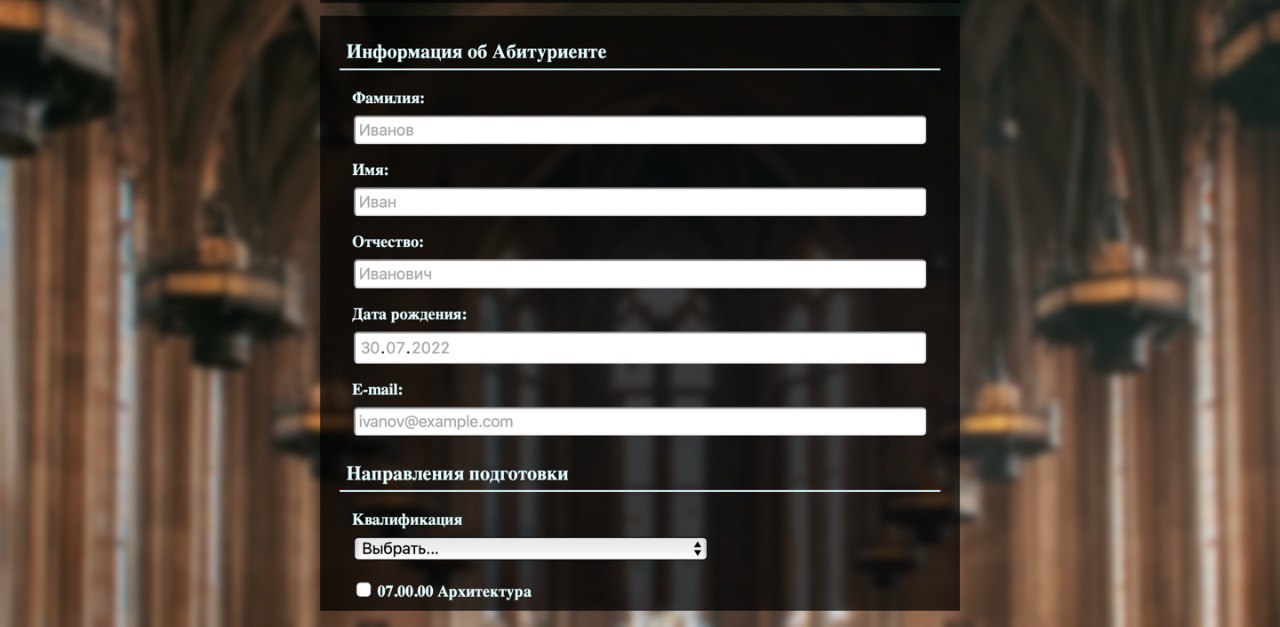 Информация об Абитуриенте
Фамилия:
Иванов
Имя:
Иван
Отчество:
Иванович
Дата рождения:
30.07.2022
E-mail:
ivanov@example.com
Направления подготовки
Квалификация
Выбрать...
07.00.00 Архитектура